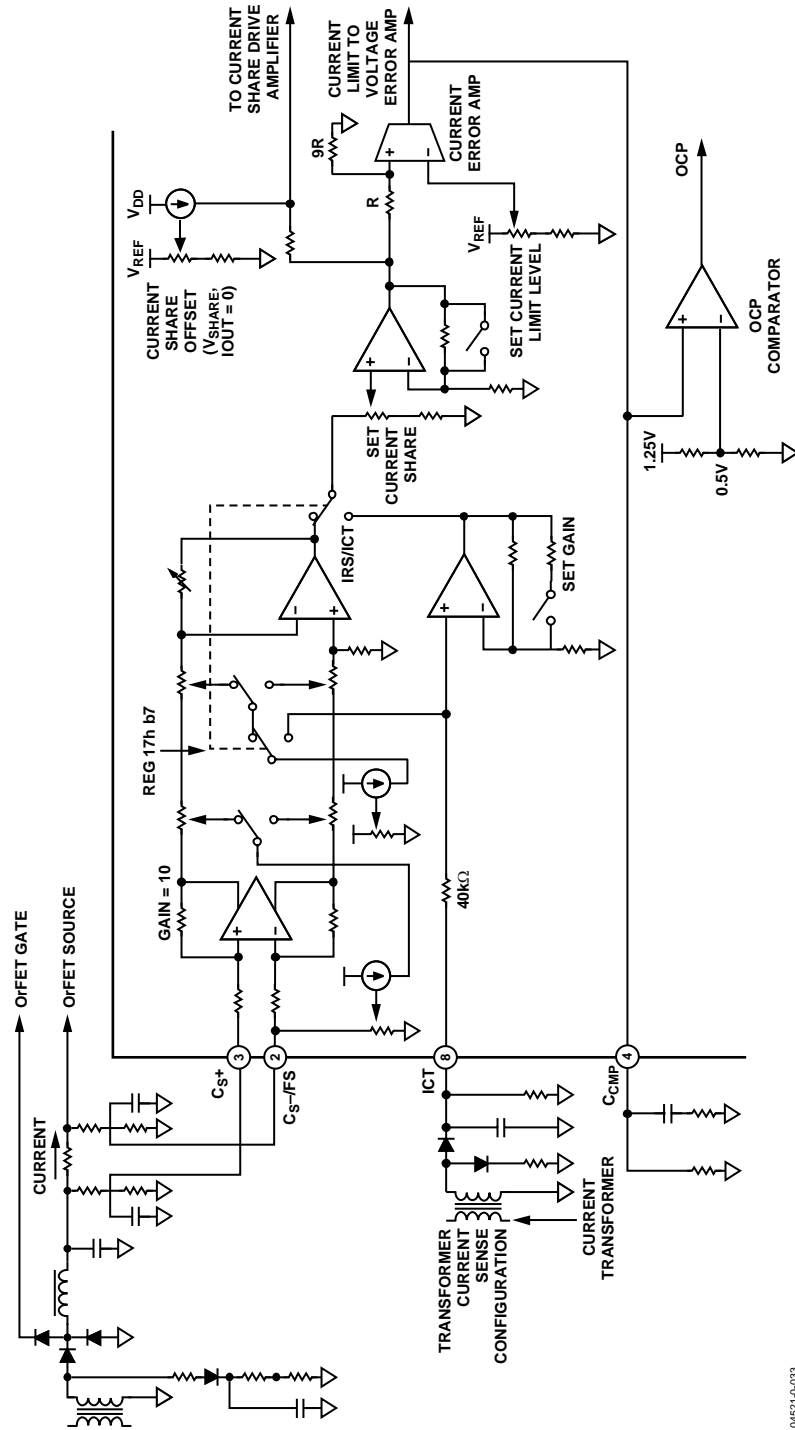 OrFET GATE
OrFET SOURCE
CURRENT
CS+
3
CS−/FS
2
GAIN = 10
+
−
REG 17h b7
−
+
IRS/ICT
VREF
VDD
CURRENT
SHARE
OFFSET
(VSHARE,
IOUT = 0)
TO CURRENT
SHARE DRIVE
AMPLIFIER
SET
CURRENT
SHARE
+
−
R
9R
+
−
CURRENT
ERROR AMP
CURRENT
LIMIT TO
VOLTAGE
ERROR AMP
VREF
SET CURRENT
LIMIT LEVEL
TRANSFORMER
CURRENT
SENSE
CONFIGURATION
CURRENT
TRANSFORMER
ICT
8
40kΩ
+
−
SET GAIN
CCMP
4
1.25V
0.5V
+
−
OCP
COMPARATOR
OCP
04521-0-033